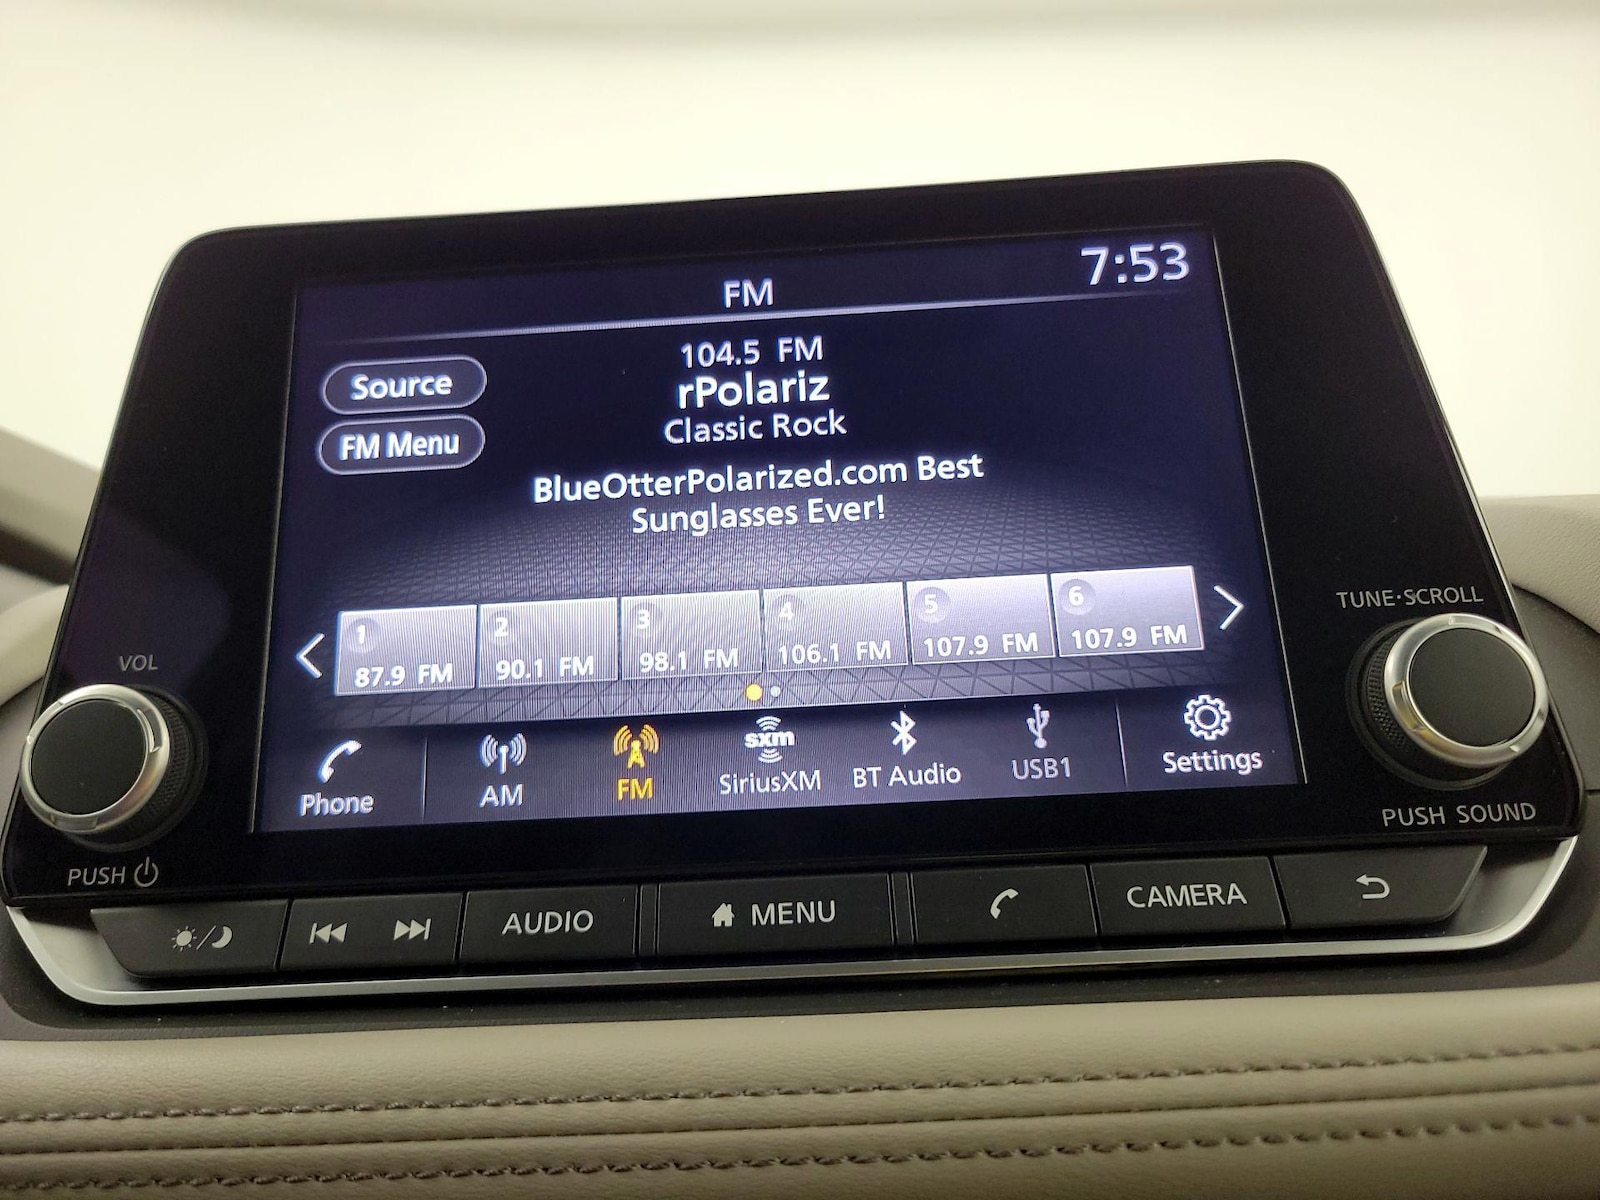 7:53
FM
104.5 FM
Source
rPolariz
Classic Rock
FM Menu
BlueOtterPolarized.com Best
Sunglasses Ever!
1
87.9 FM
2
90.1 FM
3
98.1 FM
4
106.1 FM
5
107.9 FM
6
107.9 FM
TUNE·SCROLL
VOL
Phone
AM
FM
sxm
SiriusXM
BT Audio
USB1
Settings
PUSH SOUND
PUSH
AUDIO
MENU
CAMERA